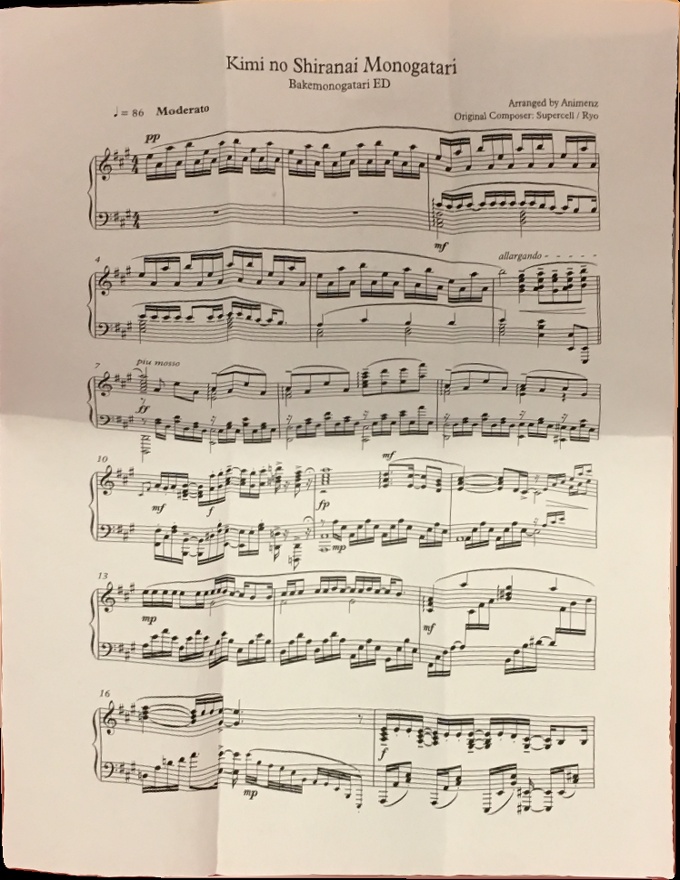 Kimi no Shiranai Monogatari
Bakemonogatari ED
♩= 86 Moderato
Arranged by Animenz
Original Composer: Supercell / Ryo
pp
mf
4
allargando - - - - -
7
piu mosso
ff
10
mf
mf
f
fp
mp
13
mp
mf
16
f
mp